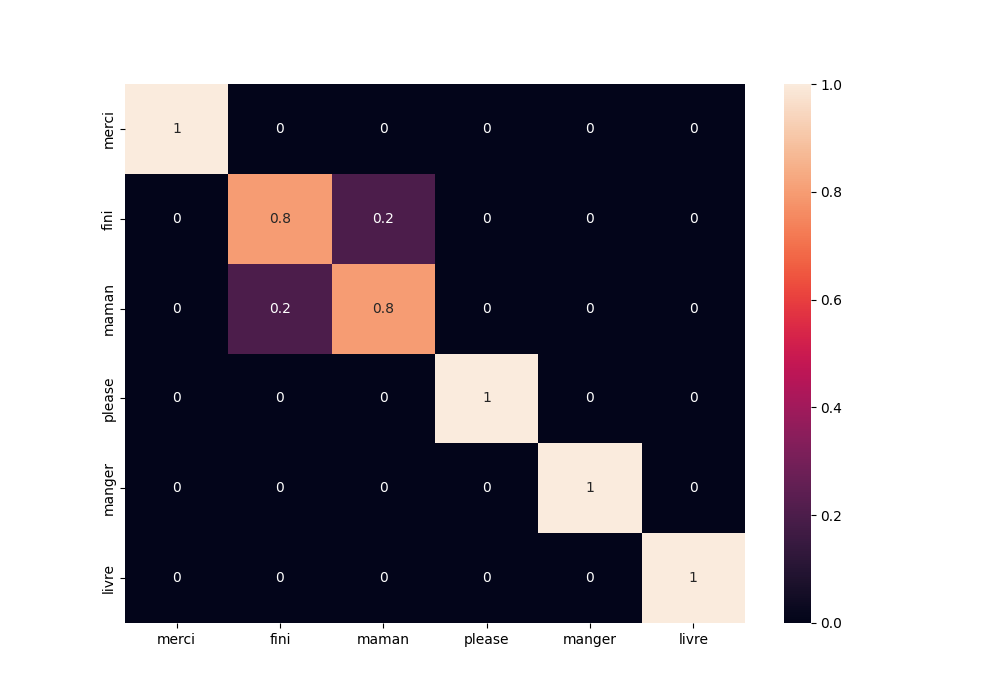 merci 1 0 0 0 0 0 1.0
fini 0 0.8 0.2 0 0 0 0.8
maman 0 0.2 0.8 0 0 0 0.6
please 0 0 0 1 0 0 0.4
manger 0 0 0 0 1 0 0.2
livre 0 0 0 0 0 1 0.0
merci fini maman please manger livre